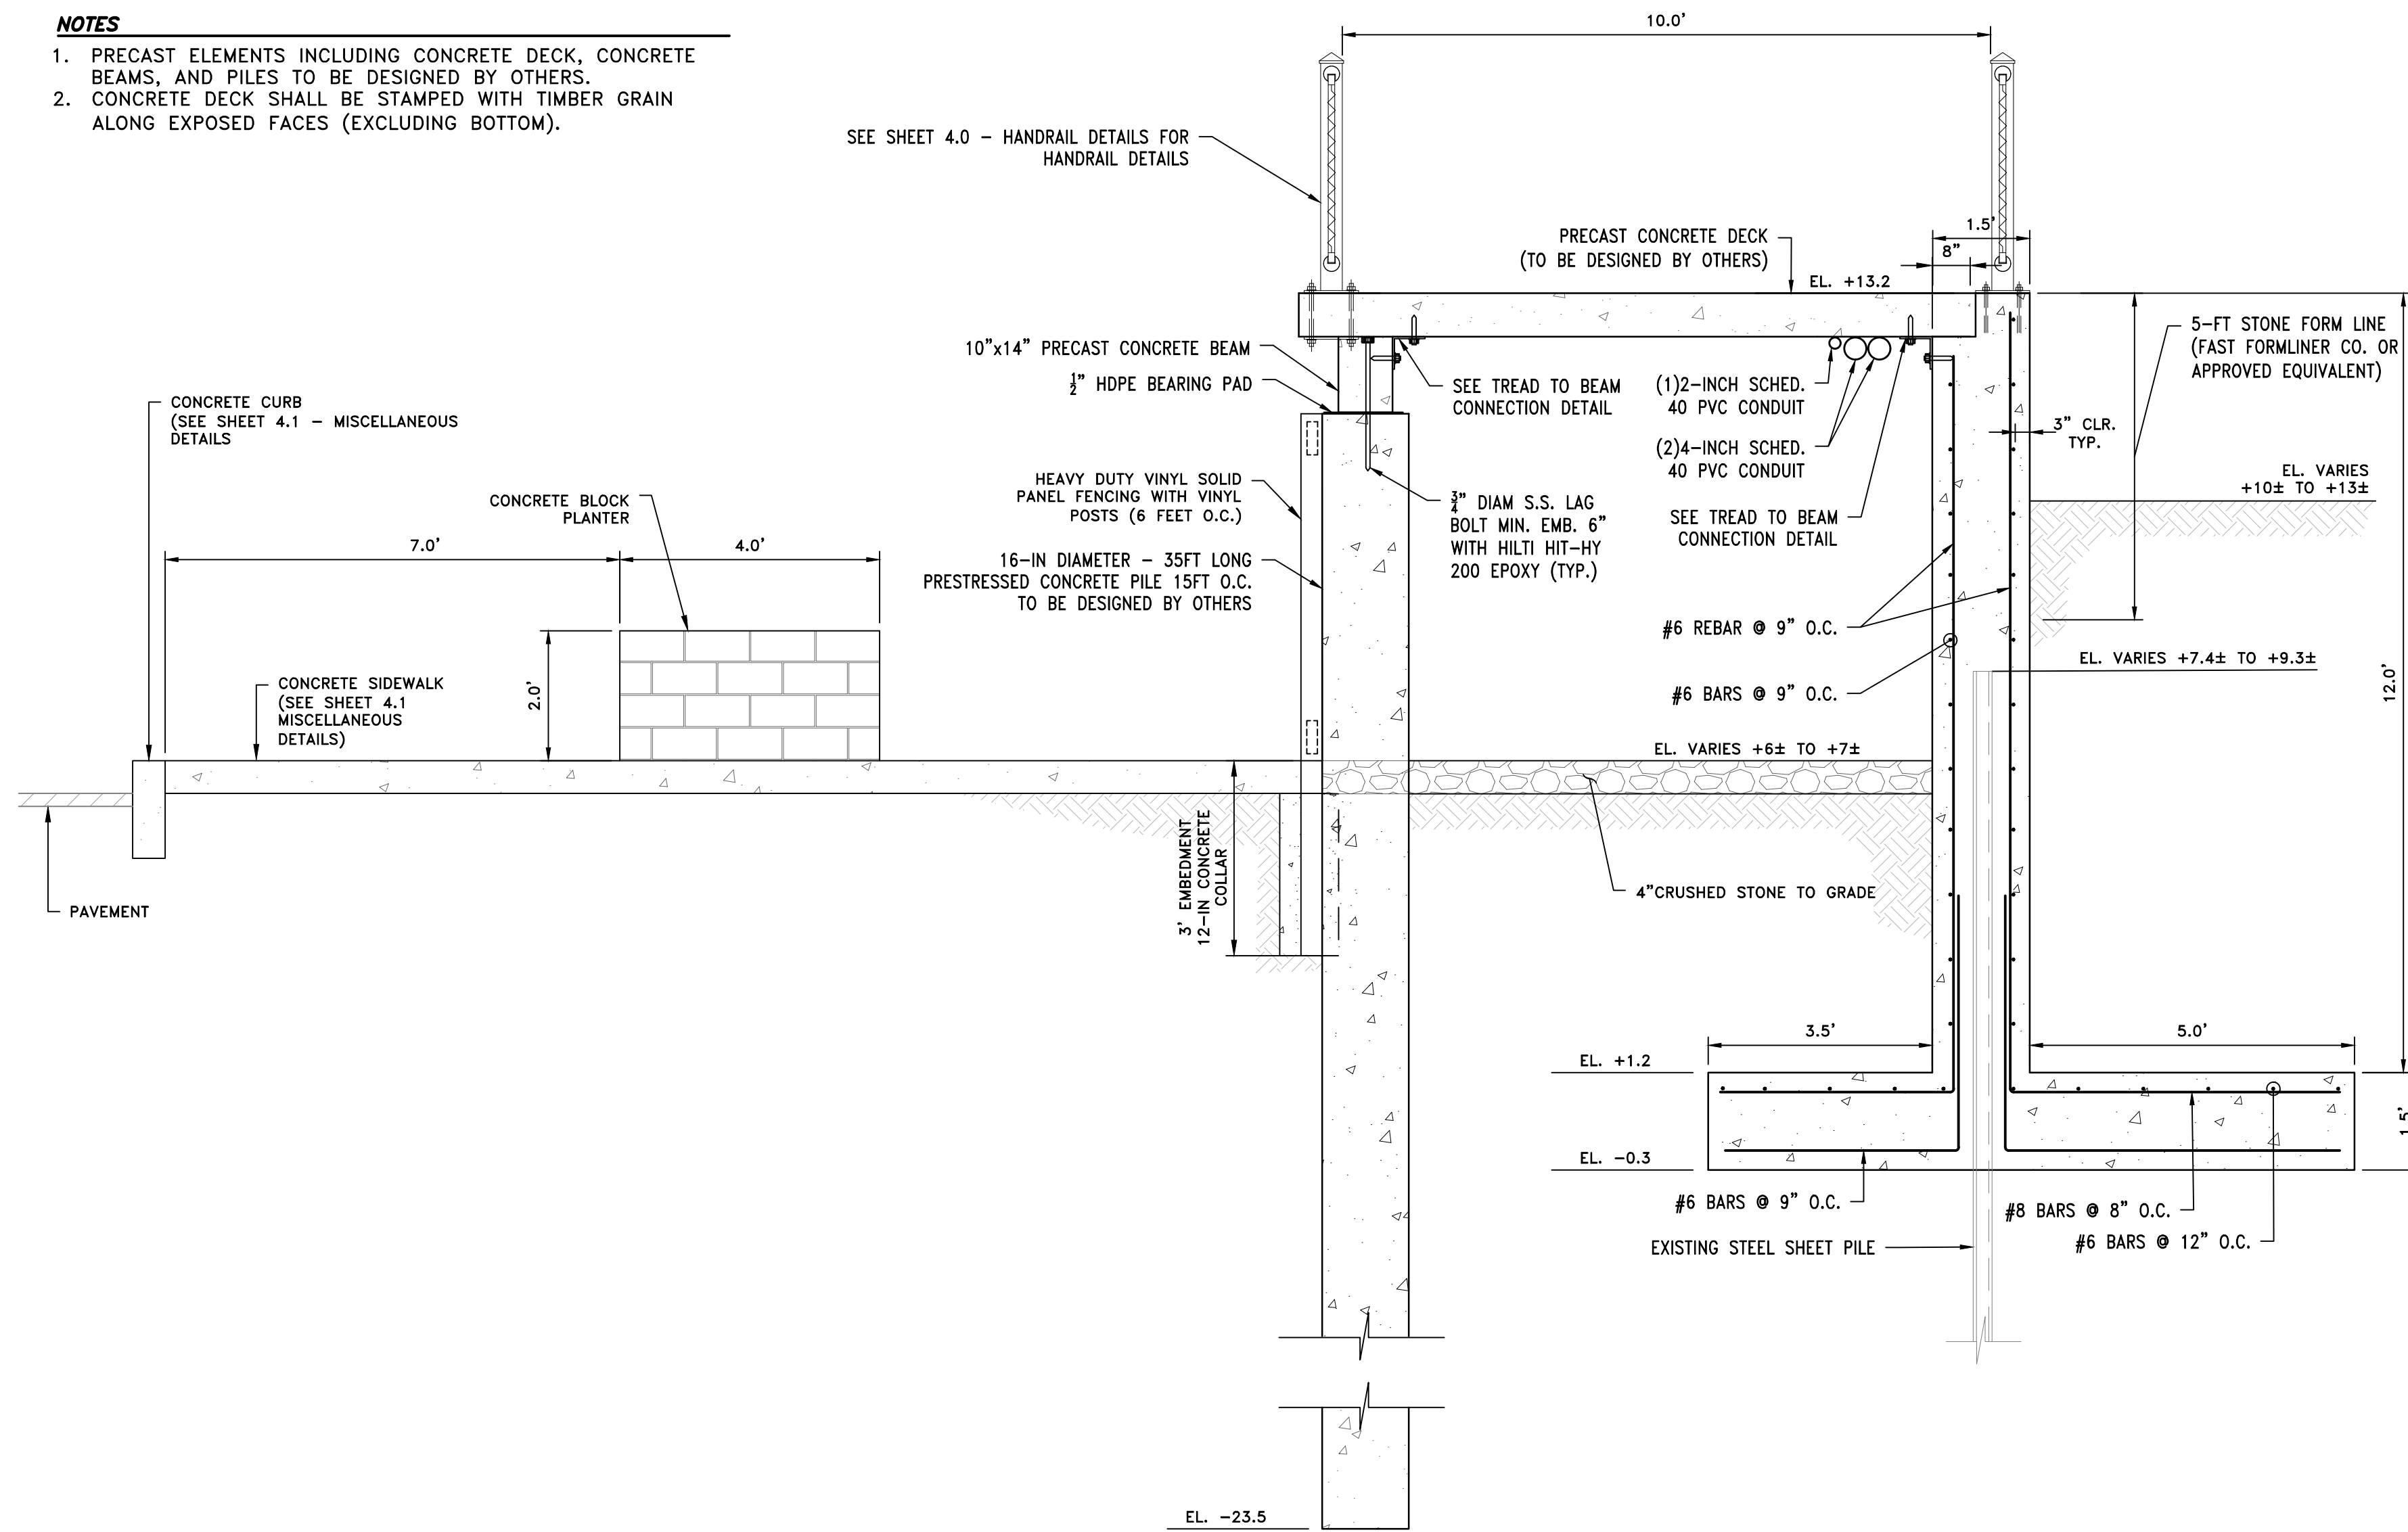 NOTES
1. PRECAST ELEMENTS INCLUDING CONCRETE DECK, CONCRETE
BEAMS, AND PILES TO BE DESIGNED BY OTHERS.
2. CONCRETE DECK SHALL BE STAMPED WITH TIMBER GRAIN
ALONG EXPOSED FACES (EXCLUDING BOTTOM).
10.0'
SEE SHEET 4.0 – HANDRAIL DETAILS FOR
HANDRAIL DETAILS
1.5'
8"
PRECAST CONCRETE DECK
(TO BE DESIGNED BY OTHERS)
EL. +13.2
5–FT STONE FORM LINE
(FAST FORMLINER CO. OR
APPROVED EQUIVALENT)
10"x14" PRECAST CONCRETE BEAM
½" HDPE BEARING PAD
SEE TREAD TO BEAM
CONNECTION DETAIL
(1)2–INCH SCHED.
40 PVC CONDUIT
(2)4–INCH SCHED.
40 PVC CONDUIT
3" CLR.
TYP.
CONCRETE CURB
(SEE SHEET 4.1 – MISCELLANEOUS
DETAILS
EL. VARIES
+10± TO +13±
HEAVY DUTY VINYL SOLID
PANEL FENCING WITH VINYL
POSTS (6 FEET O.C.)
CONCRETE BLOCK
PLANTER
¾" DIAM S.S. LAG
BOLT MIN. EMB. 6"
WITH HILTI HIT–HY
200 EPOXY (TYP.)
SEE TREAD TO BEAM
CONNECTION DETAIL
7.0'
4.0'
16–IN DIAMETER – 35FT LONG
PRESTRESSED CONCRETE PILE 15FT O.C.
TO BE DESIGNED BY OTHERS
#6 REBAR @ 9" O.C.
EL. VARIES +7.4± TO +9.3±
12.0'
CONCRETE SIDEWALK
(SEE SHEET 4.1
MISCELLANEOUS
DETAILS)
2.0'
#6 BARS @ 9" O.C.
EL. VARIES +6± TO +7±
3' EMBEDMENT
12–IN CONCRETE
COLLAR
4"CRUSHED STONE TO GRADE
PAVEMENT
3.5'
5.0'
EL. +1.2
1.5'
EL. –0.3
#6 BARS @ 9" O.C.
#8 BARS @ 8" O.C.
#6 BARS @ 12" O.C.
EXISTING STEEL SHEET PILE
EL. –23.5